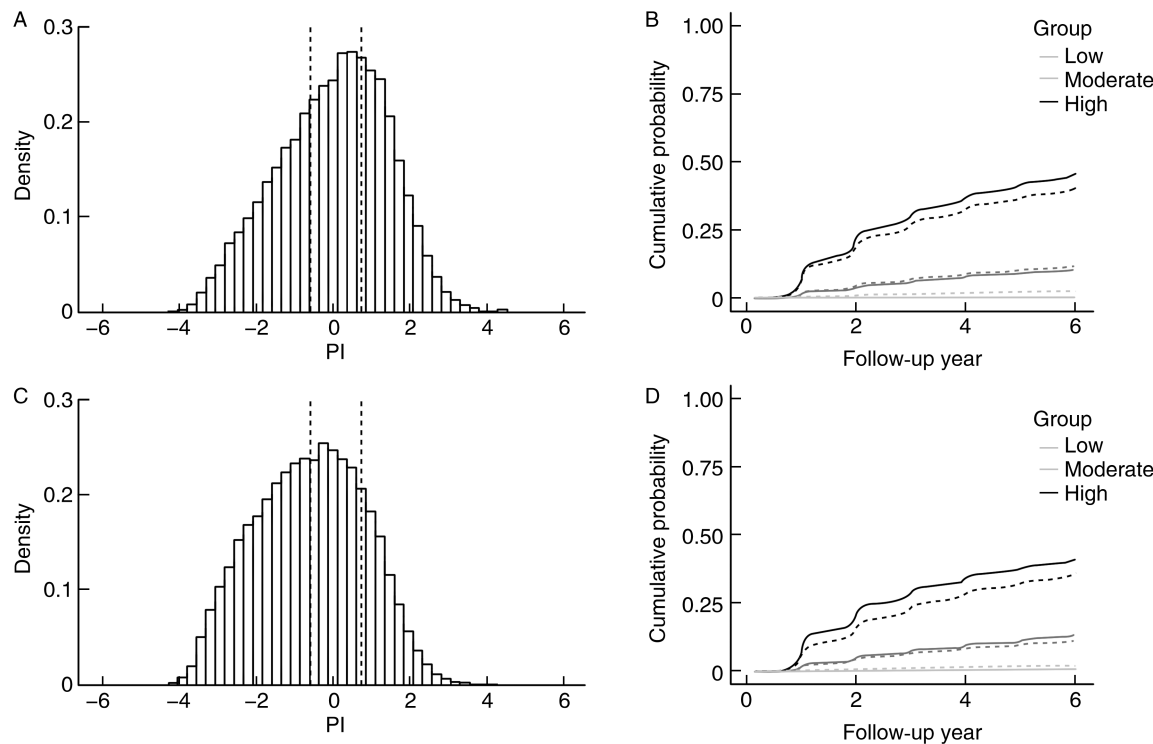 A
Density
0.3
0.2
0.1
0
−6 −4 −2 0 2 4 6
PI
B
Cumulative probability
1.00
0.75
0.50
0.25
0
0 2 4 6
Follow-up year
Group
Low
Moderate
High
C
Density
0.3
0.2
0.1
0
−6 −4 −2 0 2 4 6
PI
D
Cumulative probability
1.00
0.75
0.50
0.25
0
0 2 4 6
Follow-up year
Group
Low
Moderate
High